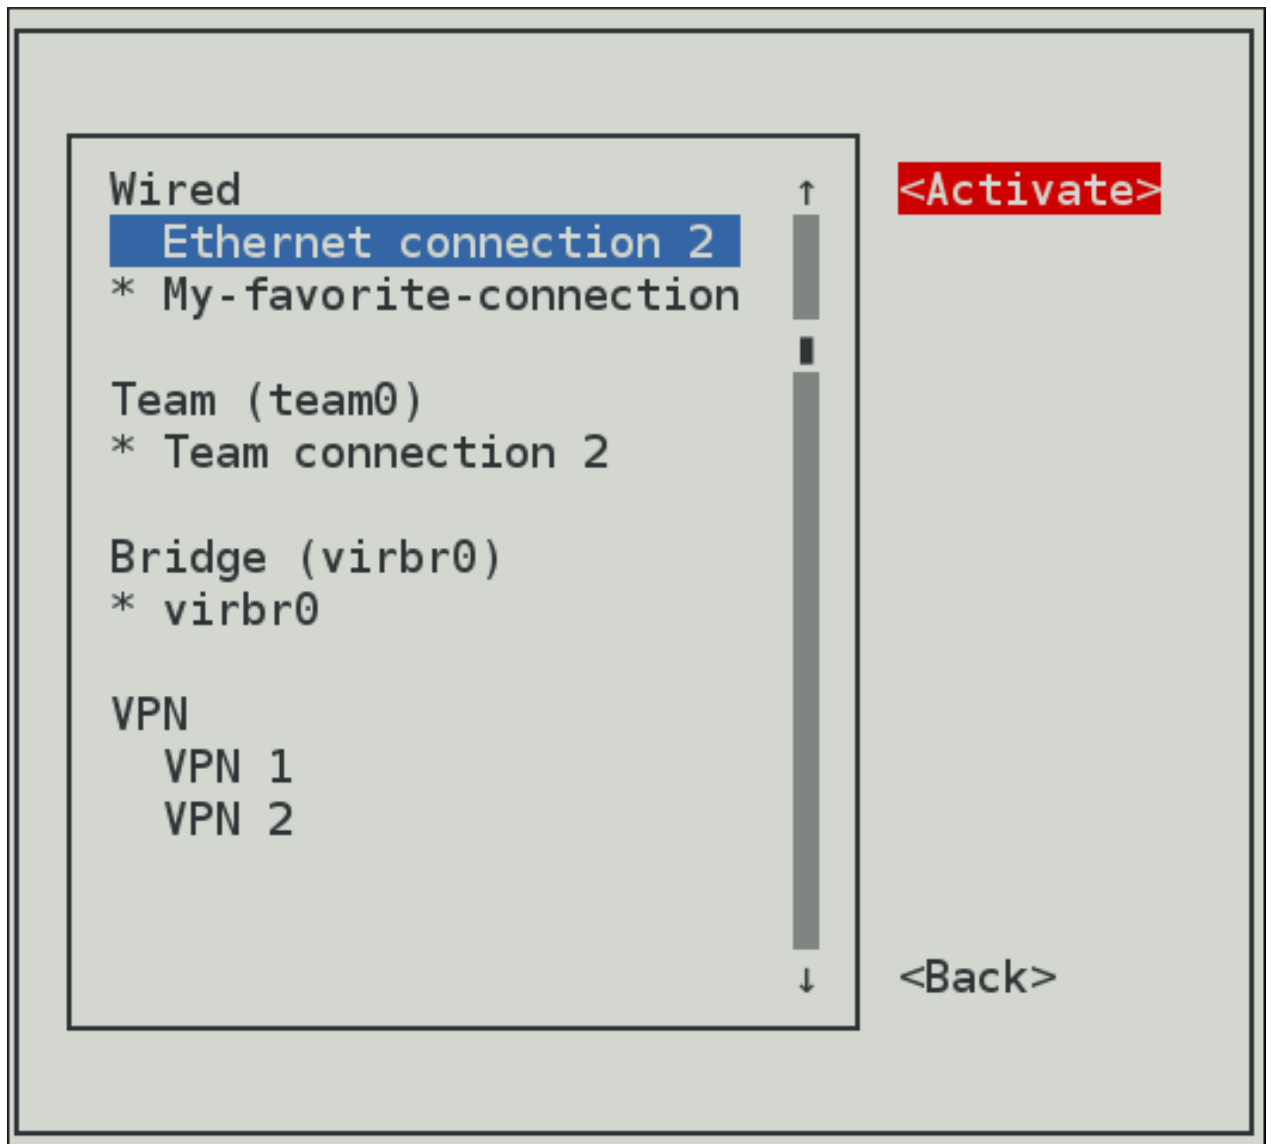 Wired
Ethernet connection 2
* My-favorite-connection
Team (team0)
* Team connection 2
Bridge (virbr0)
* virbr0
VPN
VPN 1
VPN 2
<Activate>
<Back>